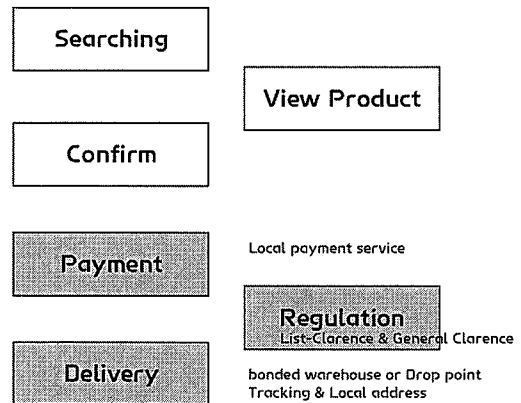 Searching
View Product
Confirm
Payment
Local payment service
Regulation
List-Clarence & General Clarence
Delivery
bonded warehouse or Drop point
Tracking & Local address